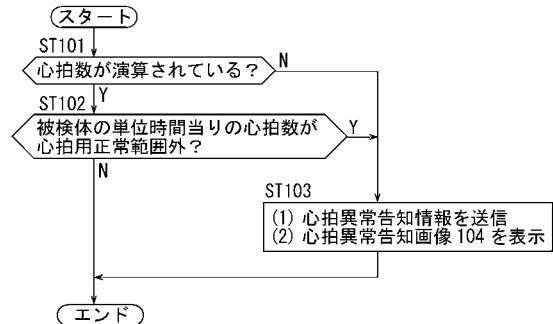 スタート
ST101
心拍数が演算されている?
N
Y
ST102
被検体の単位時間当りの心拍数が
心拍用正常範囲外?
Y
N
ST103
(1) 心拍異常告知情報を送信
(2) 心拍異常告知画像 104 を表示
エンド